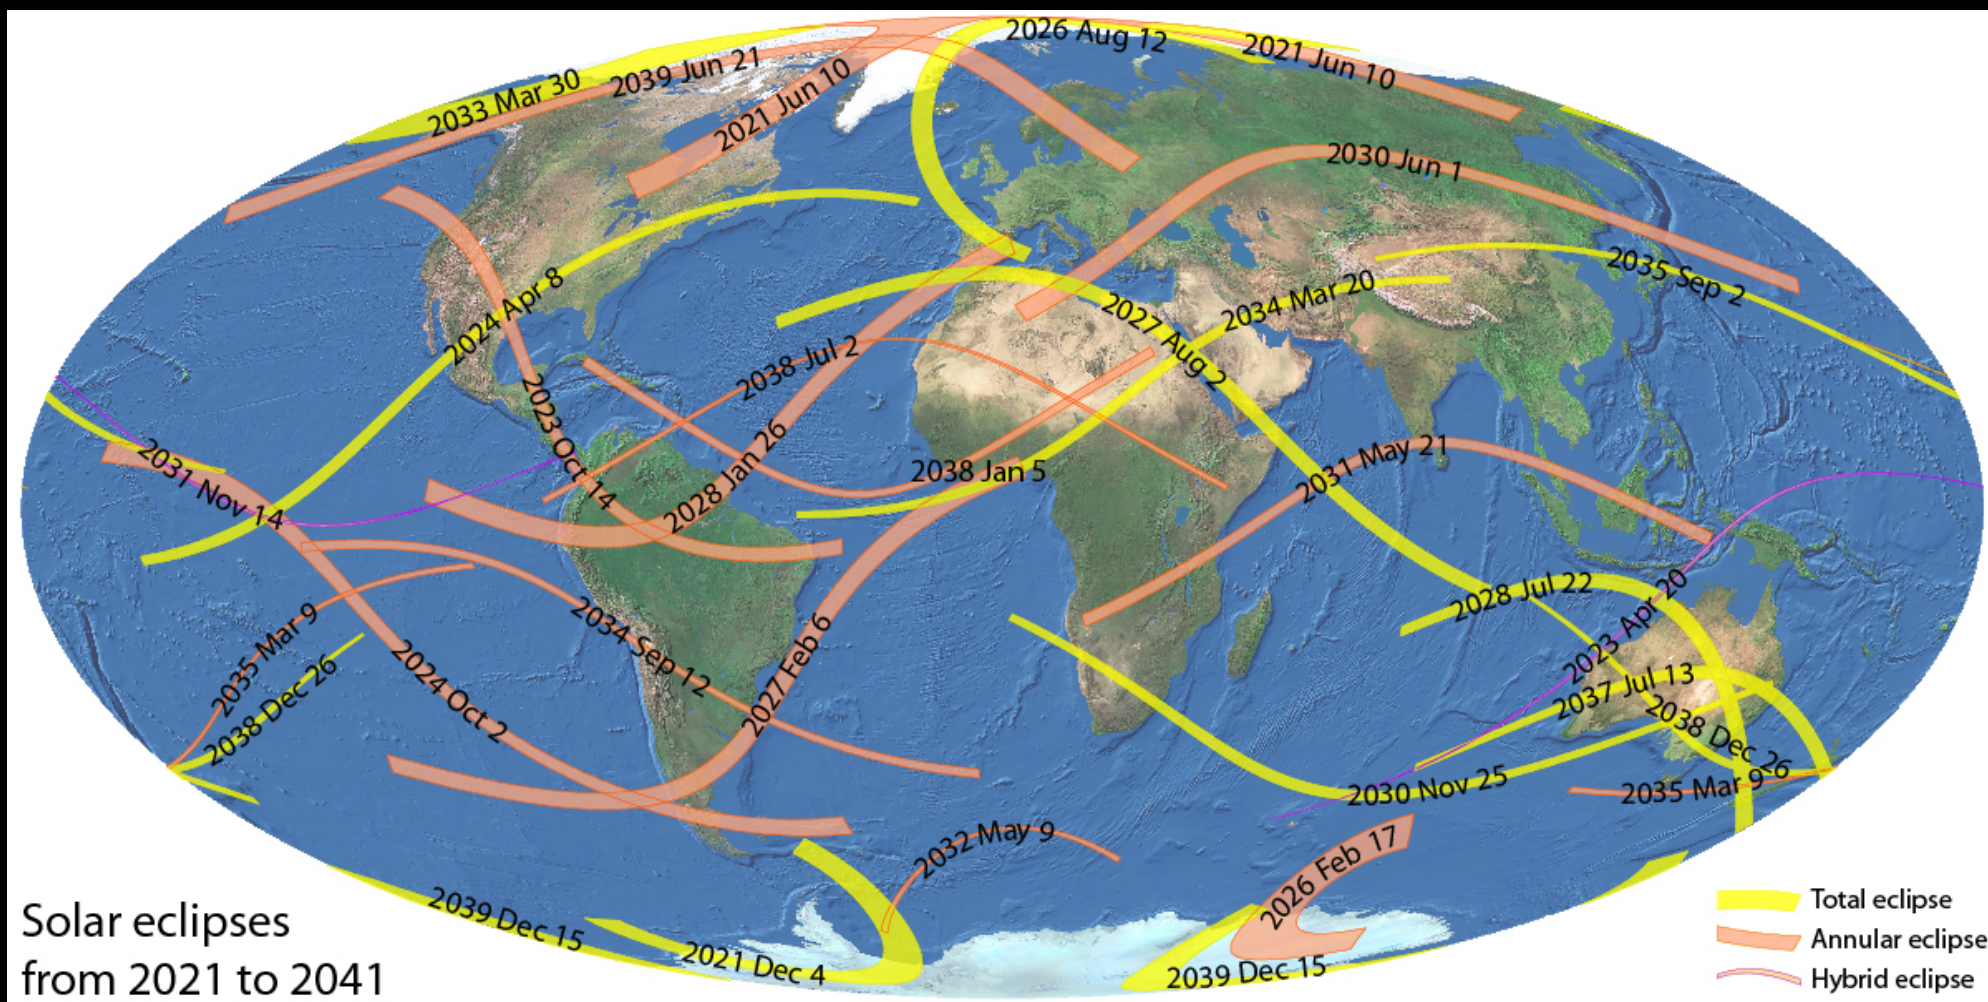 2026 Aug 12
2021 Jun 10
2039 Jun 21
2033 Mar 30
2021 Jun 10
2030 Jun 1
2035 Sep 2
2024 Apr 8
2034 Mar 20
2027 Aug 2
2038 Jul 2
2023 Oct 14
2028 Jan 26
2038 Jan 5
2031 May 21
2031 Nov 14
2028 Jul 22
2023 Apr 20
2035 Mar 9
2034 Sep 12
2027 Feb 6
2024 Oct 2
2038 Dec 26
2037 Jul 13
2038 Dec 26
2030 Nov 25
2035 Mar 9
2032 May 9
2026 Feb 17
2039 Dec 15
2021 Dec 4
2039 Dec 15
Solar eclipses
from 2021 to 2041
Total eclipse
Annular eclipse
Hybrid eclipse